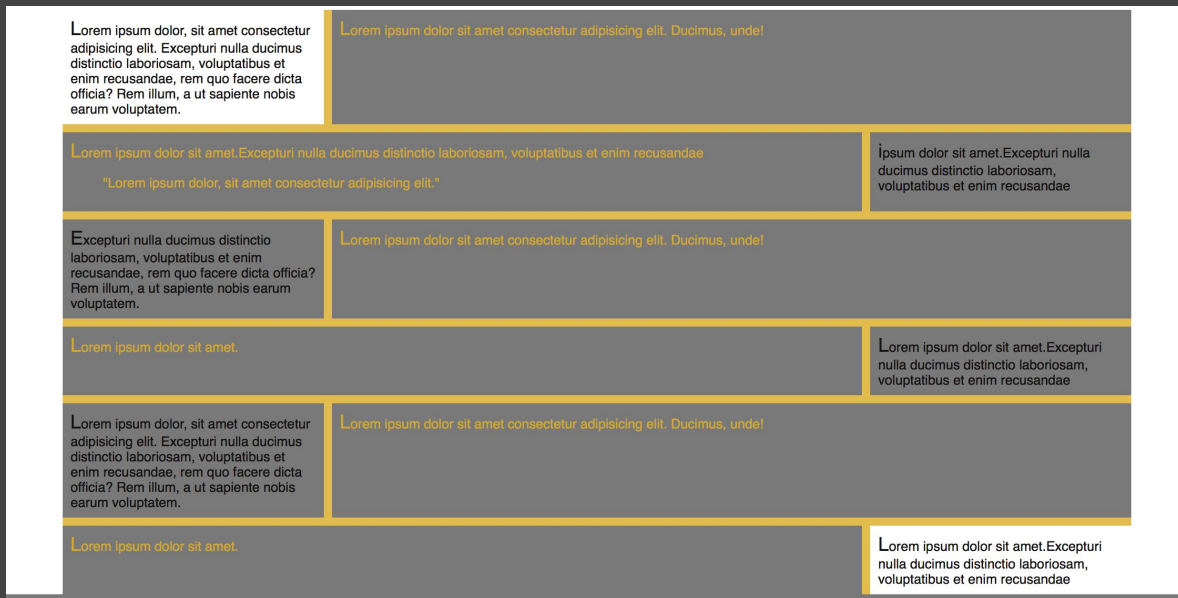 Lorem ipsum dolor, sit amet consectetur
adipisicing elit. Excepturi nulla ducimus
distinctio laboriosam, voluptatibus et
enim recusandae, rem quo facere dicta
officia? Rem illum, a ut sapiente nobis
earum voluptatem.
Lorem ipsum dolor sit amet consectetur adipisicing elit. Ducimus, unde!
Lorem ipsum dolor sit amet.Excepturi nulla ducimus distinctio laboriosam, voluptatibus et enim recusandae
"Lorem ipsum dolor, sit amet consectetur adipisicing elit."
ipsum dolor sit amet.Excepturi nulla
ducimus distinctio laboriosam,
voluptatibus et enim recusandae
Excepturi nulla ducimus distinctio
laboriosam, voluptatibus et enim
recusandae, rem quo facere dicta officia?
Rem illum, a ut sapiente nobis earum
voluptatem.
Lorem ipsum dolor sit amet consectetur adipisicing elit. Ducimus, unde!
Lorem ipsum dolor sit amet.
Lorem ipsum dolor sit amet.Excepturi
nulla ducimus distinctio laboriosam,
voluptatibus et enim recusandae
Lorem ipsum dolor, sit amet consectetur
adipisicing elit. Excepturi nulla ducimus
distinctio laboriosam, voluptatibus et
enim recusandae, rem quo facere dicta
officia? Rem illum, a ut sapiente nobis
earum voluptatem.
Lorem ipsum dolor sit amet consectetur adipisicing elit. Ducimus, unde!
Lorem ipsum dolor sit amet.
Lorem ipsum dolor sit amet.Excepturi
nulla ducimus distinctio laboriosam,
voluptatibus et enim recusandae